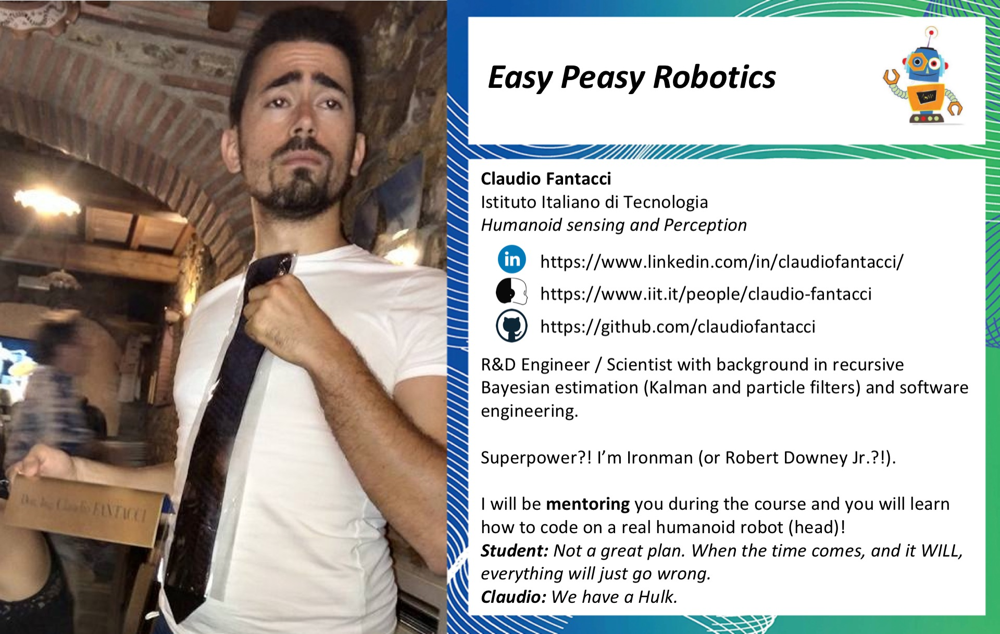 Easy Peasy Robotics
Claudio Fantacci
Istituto Italiano di Tecnologia
Humanoid sensing and Perception
in https://www.linkedin.com/in/claudiofantacci/
https://www.iit.it/people/claudio-fantacci
https://github.com/claudiofantacci
R&D Engineer / Scientist with background in recursive
Bayesian estimation (Kalman and particle filters) and software
engineering.
Superpower?! I’m Ironman (or Robert Downey Jr.?!).
I will be mentoring you during the course and you will learn
how to code on a real humanoid robot (head)!
Student: Not a great plan. When the time comes, and it WILL,
everything will just go wrong.
Claudio: We have a Hulk.
Claudio FANTACCI